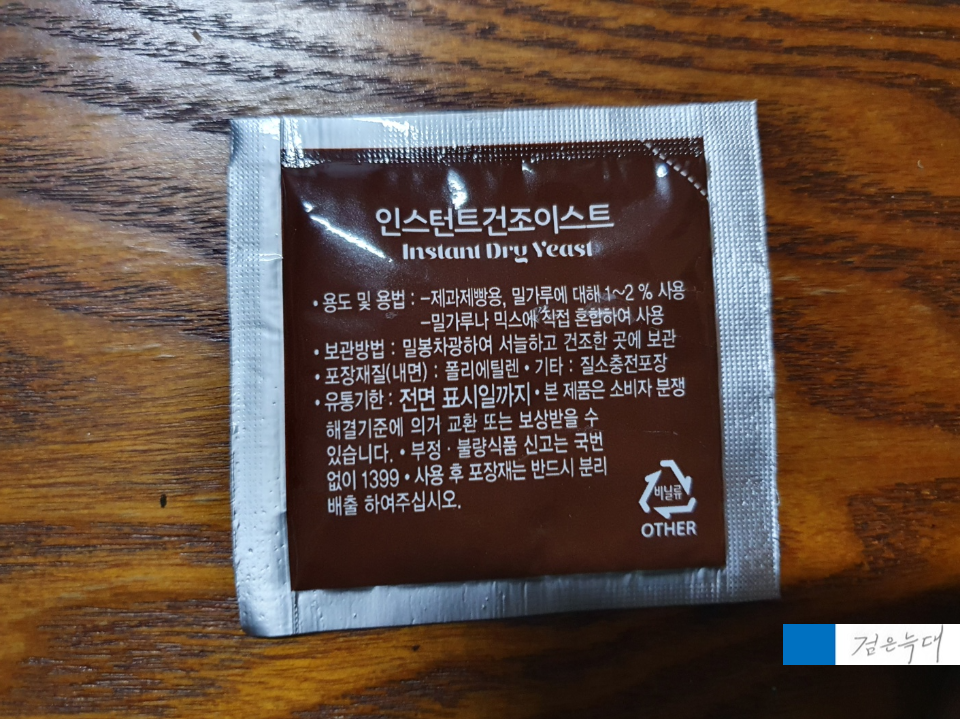 인스턴트건조이스트
Instant Dry Yeast
• 용도 및 용법 : -제과제빵용, 밀가루에 대해 1~2 % 사용
-밀가루나 믹스에 직접 혼합하여 사용
• 보관방법 : 밀봉차광하여 서늘하고 건조한 곳에 보관
• 포장재질(내면) : 폴리에틸렌 • 기타 : 질소충전포장
• 유통기한 : 전면 표시일까지 • 본 제품은 소비자 분쟁
해결기준에 의거 교환 또는 보상받을 수
있습니다. • 부정 · 불량식품 신고는 국번
없이 1399 • 사용 후 포장재는 반드시 분리
배출 하여주십시오.
비닐류
OTHER
검은늑대